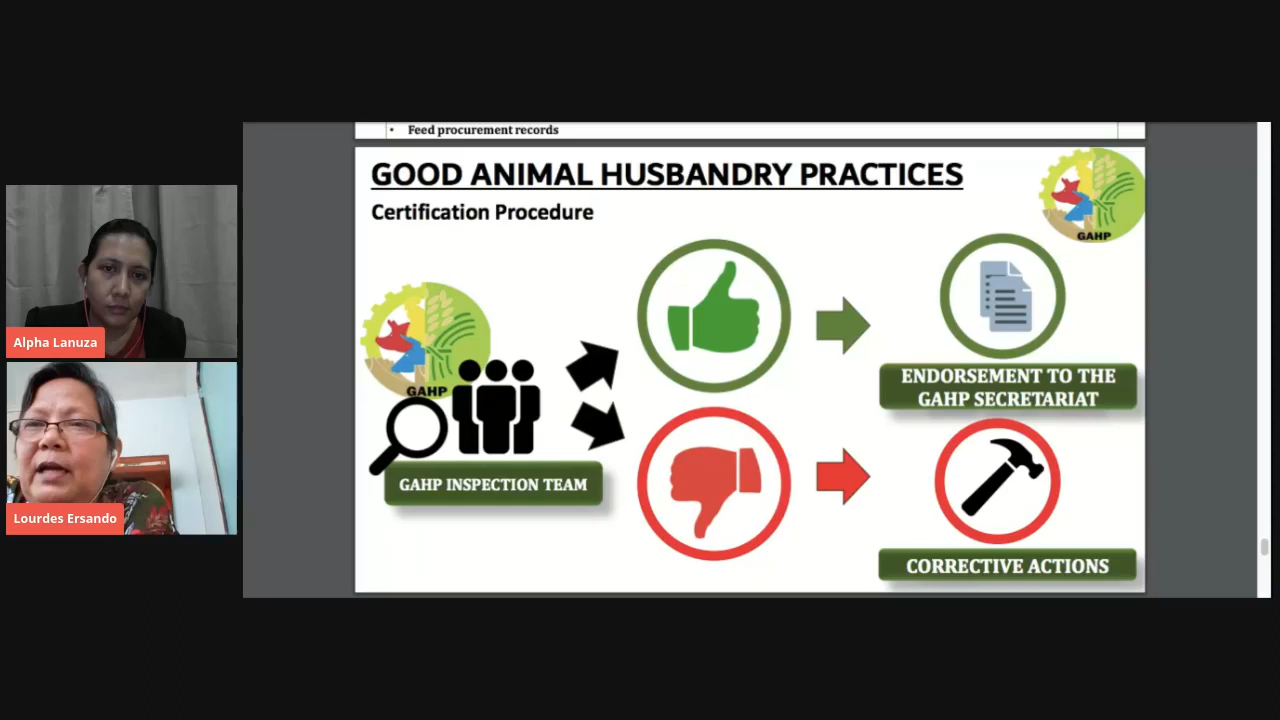 • Feed procurement records
GOOD ANIMAL HUSBANDRY PRACTICES
Certification Procedure
GAHP
GAHP
GAHP INSPECTION TEAM
ENDORSEMENT TO THE
GAHP SECRETARIAT
CORRECTIVE ACTIONS
Alpha Lanuza
Lourdes Ersando